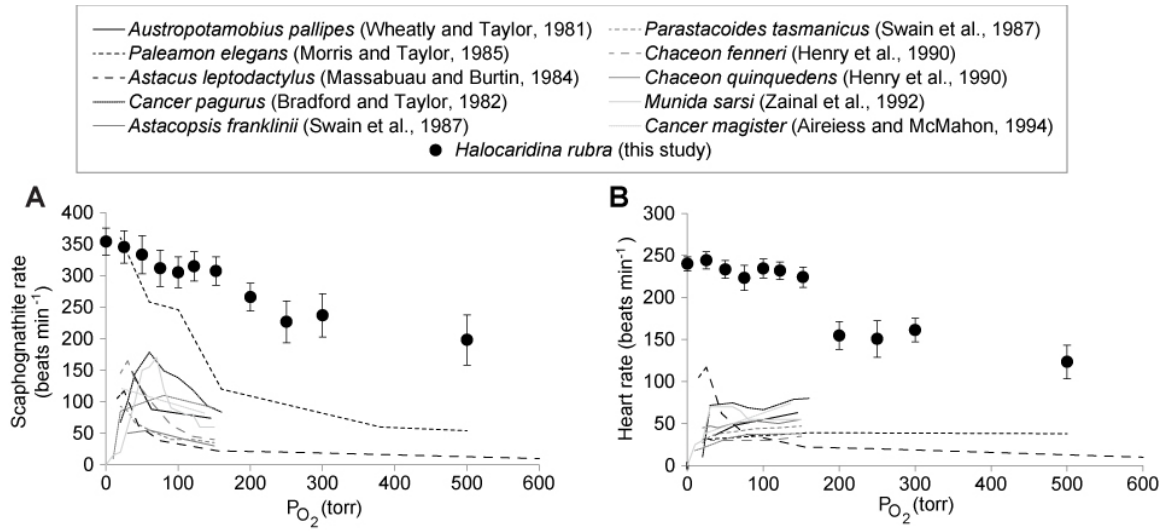 Austropotamobius pallipes (Wheatly and Taylor, 1981)
Paleamon elegans (Morris and Taylor, 1985)
Astacus leptodactylus (Massabuau and Burtin, 1984)
Cancer pagurus (Bradford and Taylor, 1982)
Astacopsis franklinii (Swain et al., 1987)
Parastacoides tasmanicus (Swain et al., 1987)
Chaceon fenneri (Henry et al., 1990)
Chaceon quinquedens (Henry et al., 1990)
Munida sarsi (Zainal et al., 1992)
Cancer magister (Aireiess and McMahon, 1994)
Halocaridina rubra (this study)
A
Scaphognathite rate
(beats min⁻¹)
400
350
300
250
200
150
100
50
0
0 100 200 300 400 500 600
P_O₂ (torr)
B
Heart rate (beats min⁻¹)
300
250
200
150
100
50
0
0 100 200 300 400 500 600
P_O₂ (torr)